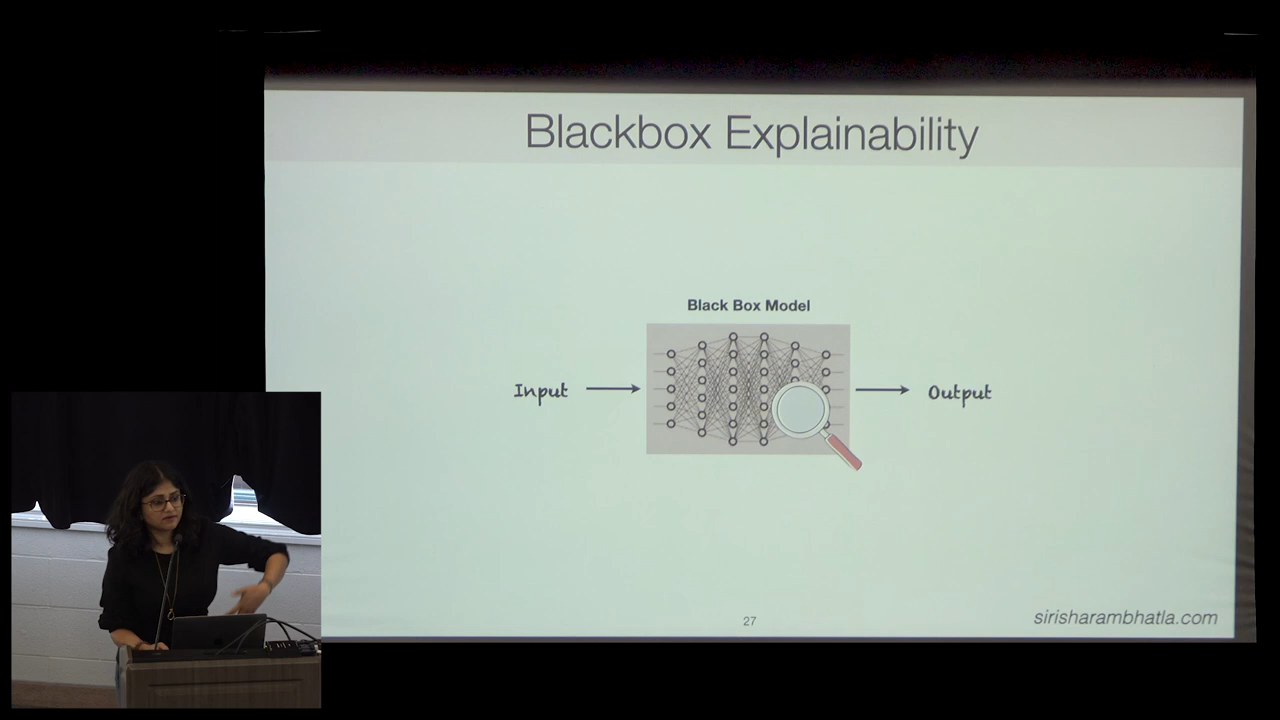 Blackbox Explainability
Black Box Model
Input
Output
27
sirisharambhatla.com